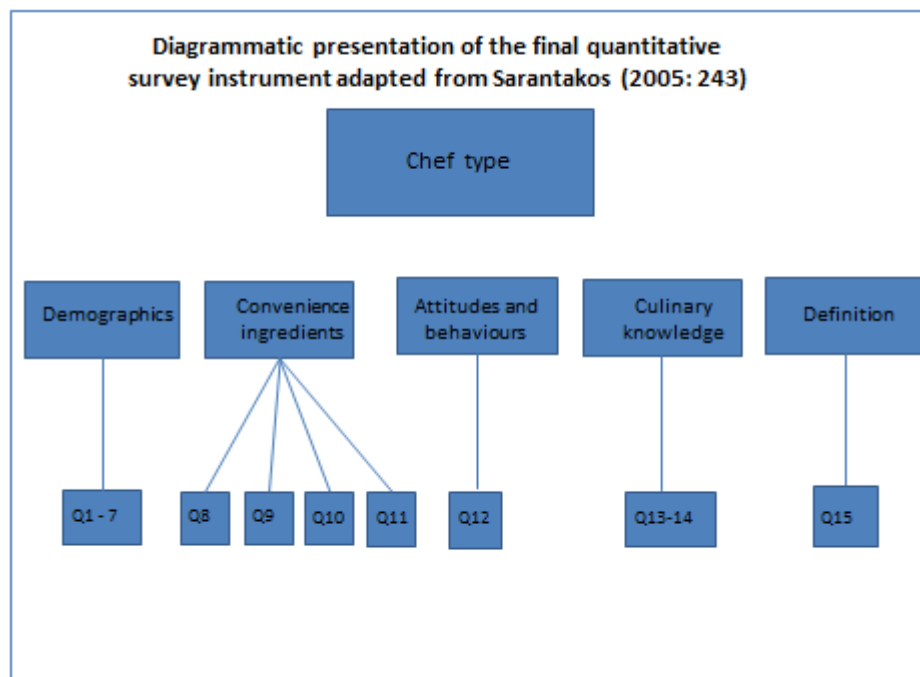 Diagrammatic presentation of the final quantitative
survey instrument adapted from Sarantakos (2005: 243)
Chef type
Demographics
Convenience
ingredients
Attitudes and
behaviours
Culinary
knowledge
Definition
Q1 - 7
Q8
Q9
Q10
Q11
Q12
Q13-14
Q15